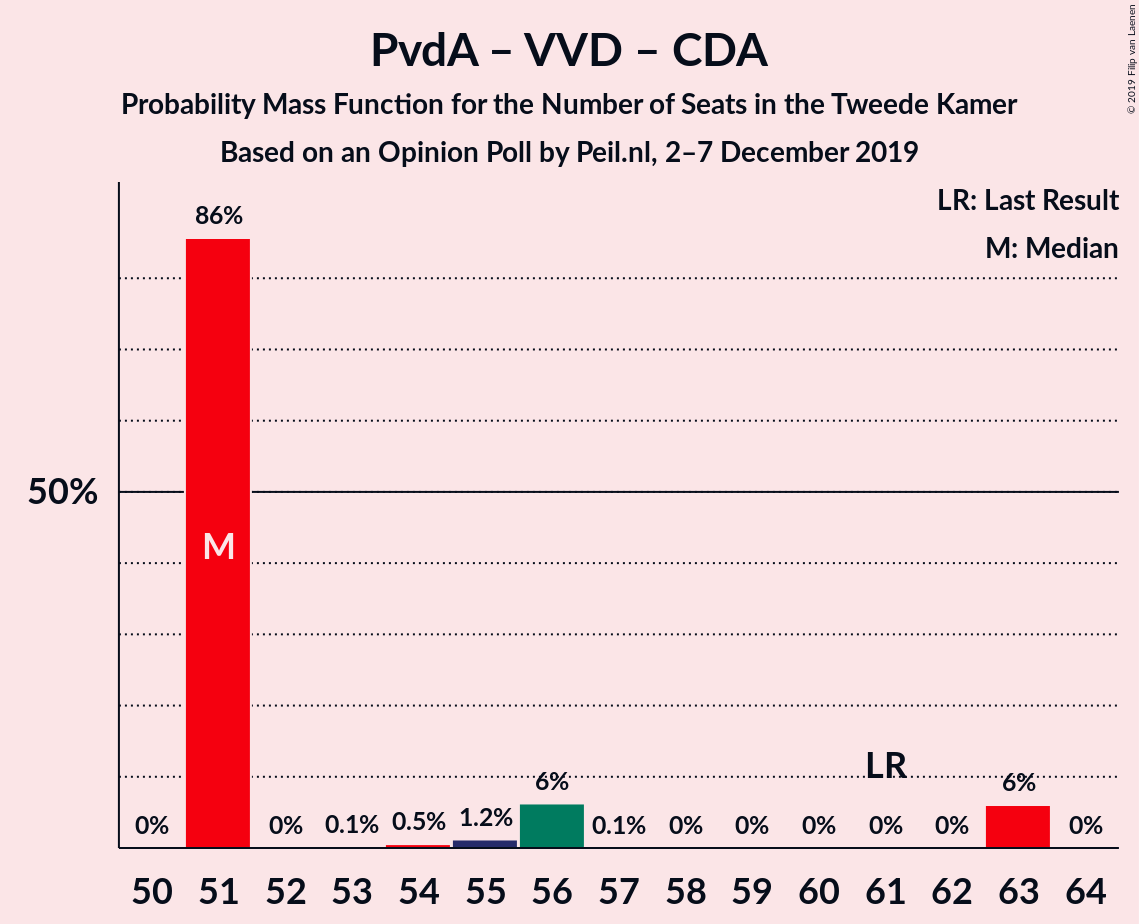 PvdA – VVD – CDA
Probability Mass Function for the Number of Seats in the Tweede Kamer
Based on an Opinion Poll by Peil.nl, 2–7 December 2019
© 2019 Filip van Laenen
LR: Last Result
M: Median
86%
50%
M
LR
0%
0%
0.1%
0.5%
1.2%
6%
0.1%
0%
0%
0%
0%
0%
6%
0%
50 51 52 53 54 55 56 57 58 59 60 61 62 63 64